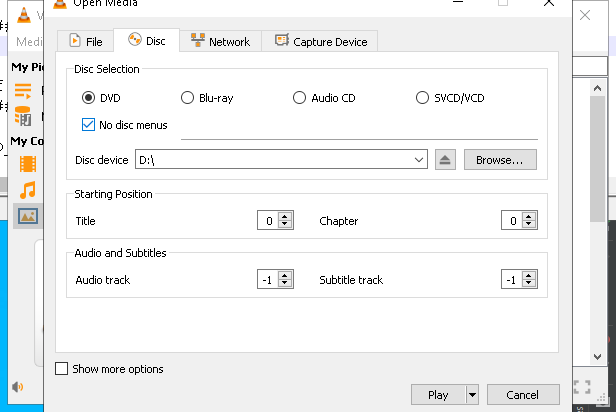 Open Media
File Disc Network Capture Device
Disc Selection
DVD Blu-ray Audio CD SVCD/VCD
No disc menus
Disc device D:\ Browse...
Starting Position
Title 0 Chapter 0
Audio and Subtitles
Audio track -1 Subtitle track -1
Show more options
Play Cancel
Medi
My Pi
My Co